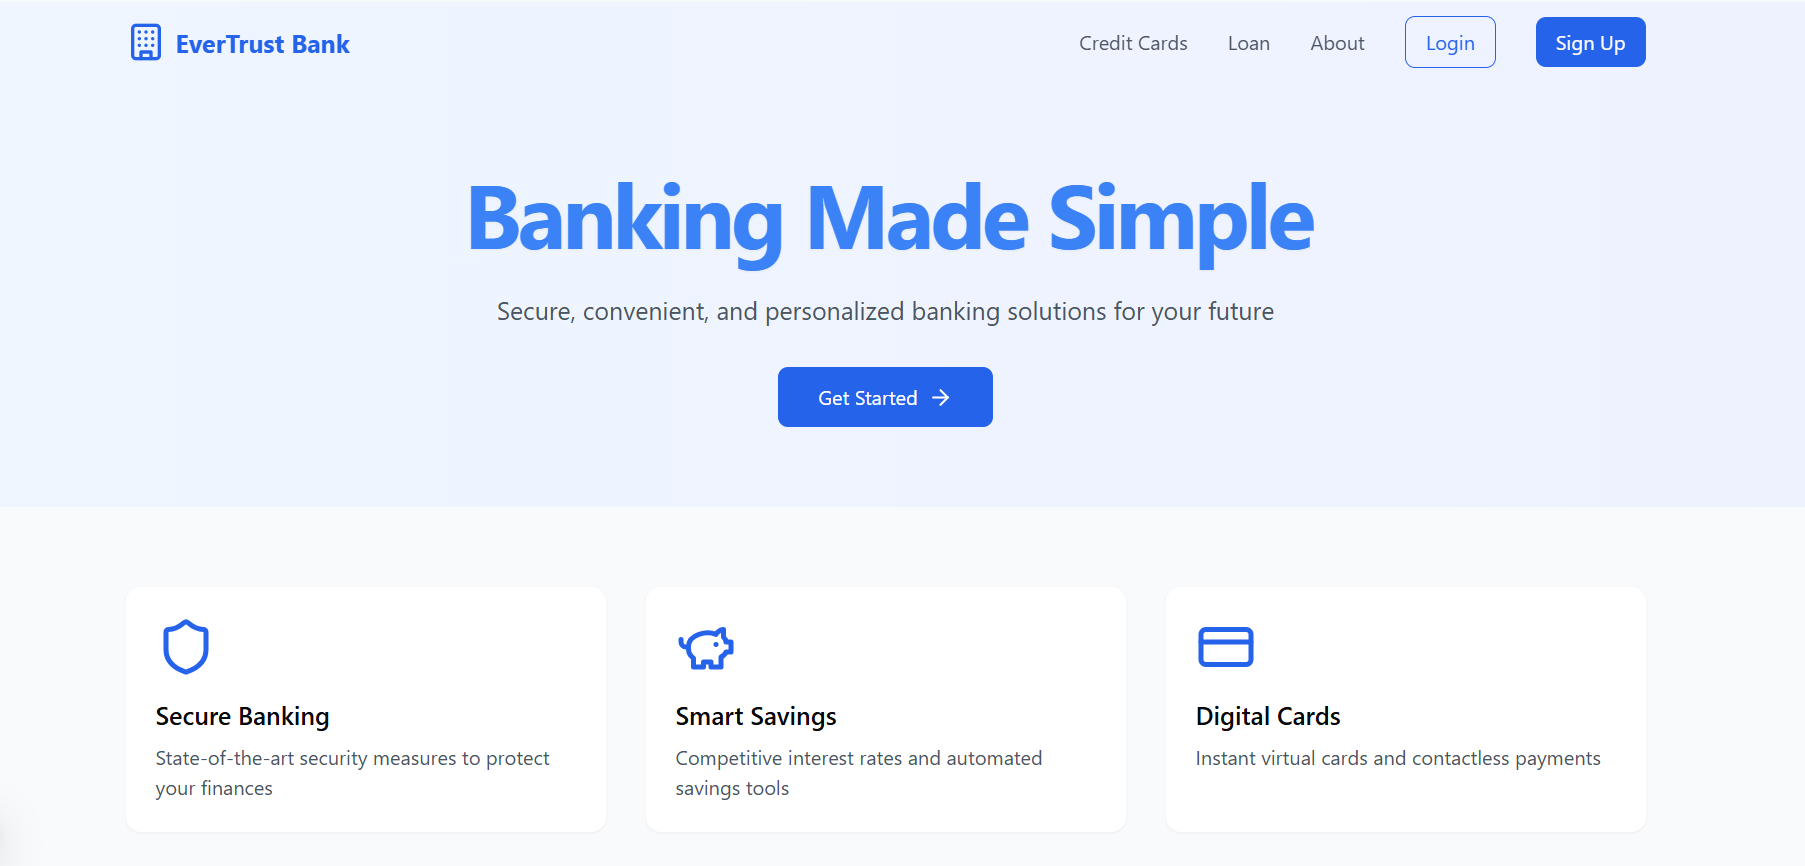 EverTrust Bank
Credit Cards
Loan
About
Login
Sign Up
Banking Made Simple
Secure, convenient, and personalized banking solutions for your future
Get Started
Secure Banking
State-of-the-art security measures to protect
your finances
Smart Savings
Competitive interest rates and automated
savings tools
Digital Cards
Instant virtual cards and contactless payments